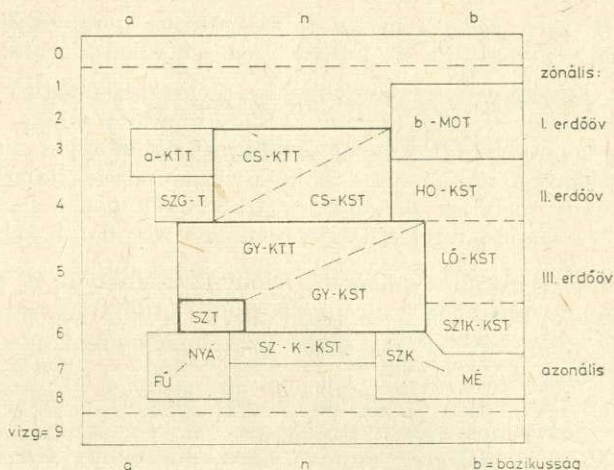 a n b
0
zónális:
1
b-MOT I. erdőöv
2
3 a-KTT CS-KTT
HO-KST II. erdőöv
SZG-T CS-KST
4
GY-KTT
LŐ-KST
5 III. erdőöv
GY-KST
SZT
SZIK-KST
6
NYÁ SZ-K-KST SZK
7 azonális
FŰ MÉ
8
vizg= 9
a n b = bázikusság